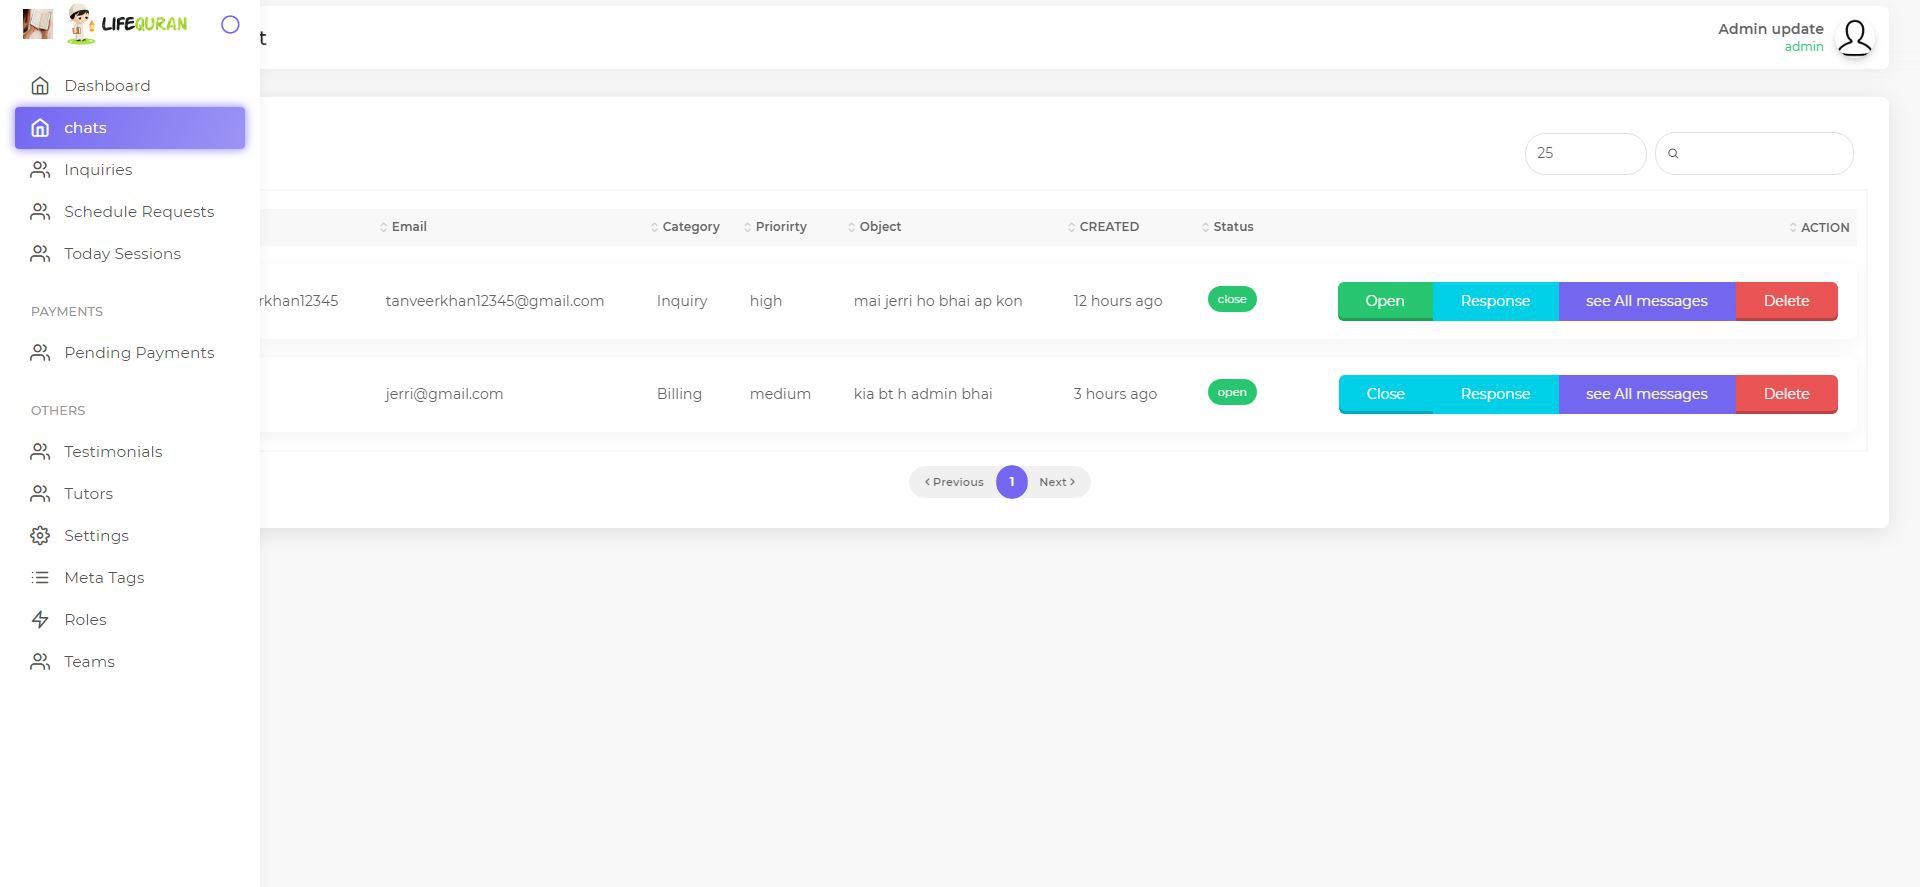 LIFEQURAN
t
Admin update
admin
Dashboard
chats
Inquiries
Schedule Requests
Today Sessions
PAYMENTS
Pending Payments
OTHERS
Testimonials
Tutors
Settings
Meta Tags
Roles
Teams
25
Email Category Priorirty Object CREATED Status ACTION
rkhan12345 tanveerkhan12345@gmail.com Inquiry high mai jerri ho bhai ap kon 12 hours ago close Open Response see All messages Delete
jerri@gmail.com Billing medium kia bt h admin bhai 3 hours ago open Close Response see All messages Delete
Previous 1 Next